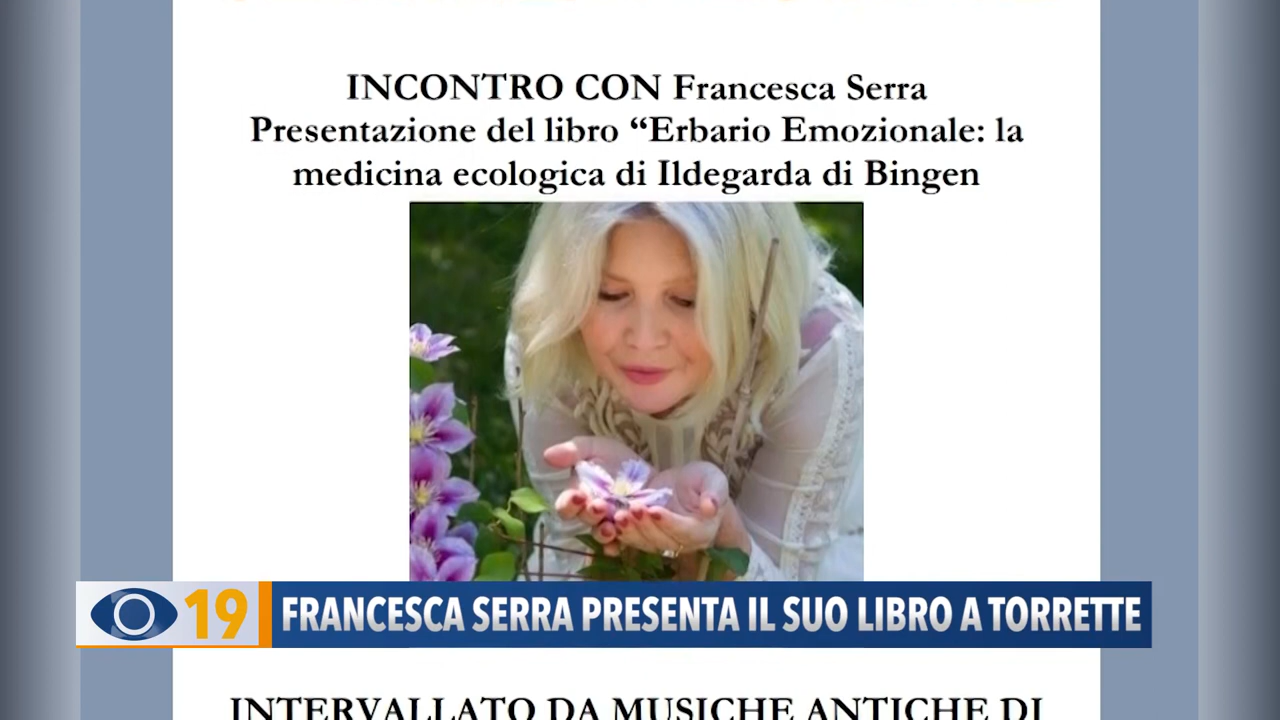 INCONTRO CON Francesca Serra
Presentazione del libro “Erbario Emozionale: la
medicina ecologica di Ildegarda di Bingen
19 FRANCESCA SERRA PRESENTA IL SUO LIBRO A TORRETTE
INTERVALLATO DA MUSICHE ANTICHE DI